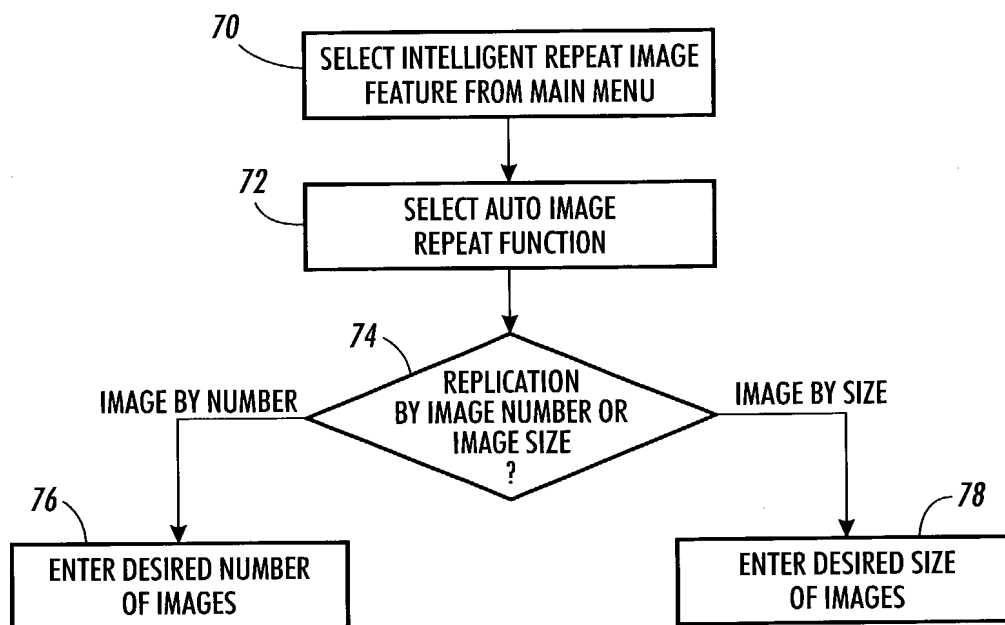 70
SELECT INTELLIGENT REPEAT IMAGE
FEATURE FROM MAIN MENU
72
SELECT AUTO IMAGE
REPEAT FUNCTION
74
REPLICATION
BY IMAGE NUMBER OR
IMAGE SIZE
?
IMAGE BY NUMBER
IMAGE BY SIZE
76
ENTER DESIRED NUMBER
OF IMAGES
78
ENTER DESIRED SIZE
OF IMAGES